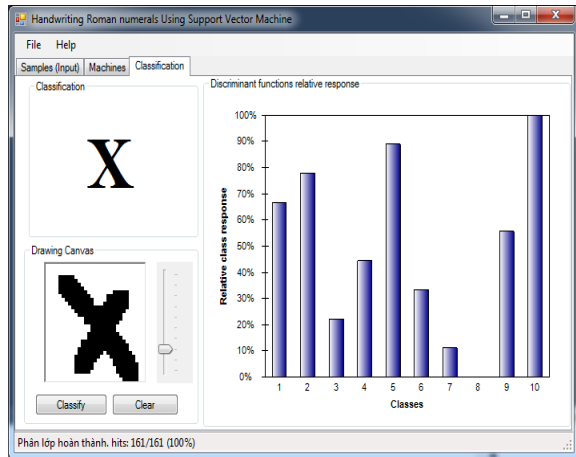 Handwriting Roman numerals Using Support Vector Machine
File Help
Samples (Input) Machines Classification
Classification
X
Drawing Canvas
X
Classify Clear
Discriminant functions relative response
100%
90%
80%
70%
60%
50%
40%
30%
20%
10%
0%
Relative class response
1 2 3 4 5 6 7 8 9 10
Classes
Phân lớp hoàn thành. hits: 161/161 (100%)